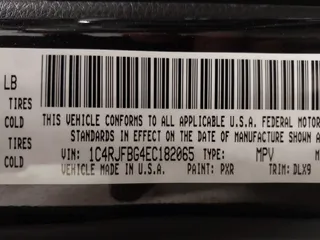 LB
TIRES
COLD THIS VEHICLE CONFORMS TO ALL APPLICABLE U.S.A. FEDERAL MOTOR
TIRES STANDARDS IN EFFECT ON THE DATE OF MANUFACTURE SHOWN A
COLD VIN: 1C4RJFBG4EC182065 TYPE: MPV M
VEHICLE MADE IN U.S.A. PAINT: PXR TRIM: DLX9